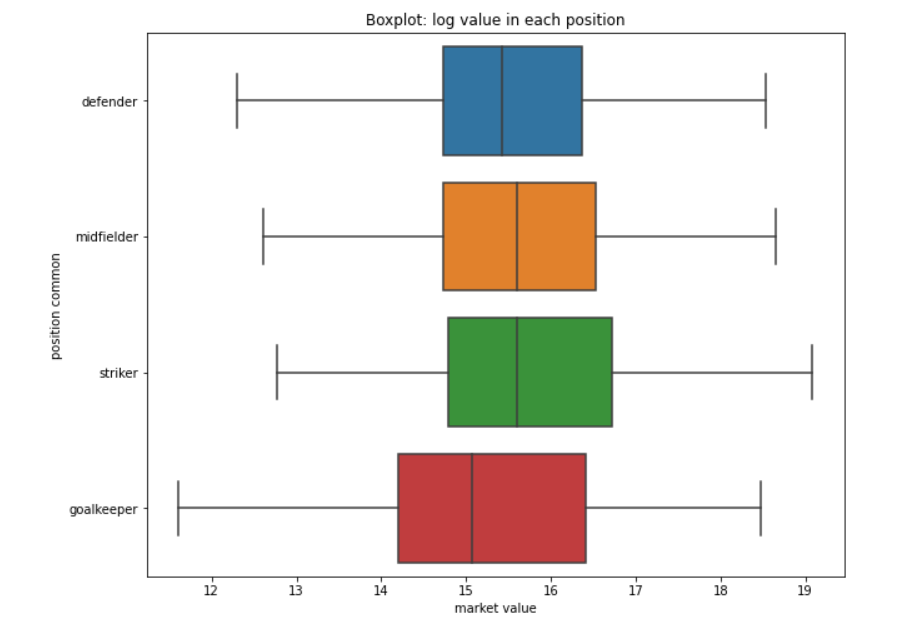 Boxplot: log value in each position
defender
midfielder
striker
goalkeeper
position common
12 13 14 15 16 17 18 19
market value